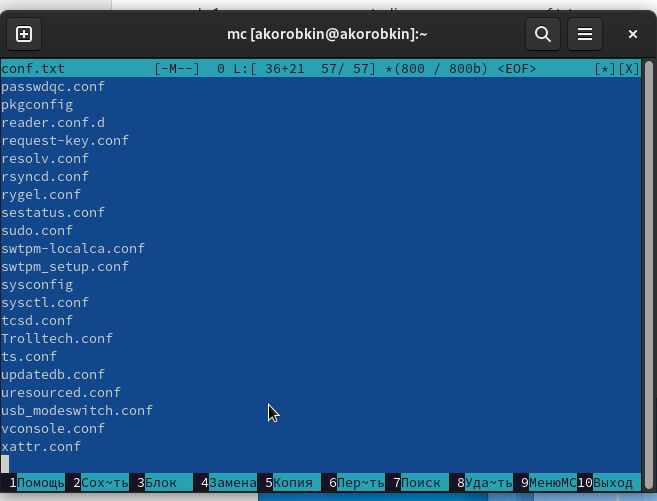 mc [akorobkin@akorobkin]:~
conf.txt [-M--] 0 L:[ 36+21 57/ 57] *(800 / 800b) <EOF> [*][X]
passwdqc.conf
pkgconfig
reader.conf.d
request-key.conf
resolv.conf
rsyncd.conf
rygel.conf
sestatus.conf
sudo.conf
swtpm-localca.conf
swtpm_setup.conf
sysconfig
sysctl.conf
tcsd.conf
Trolltech.conf
ts.conf
updatedb.conf
uresourced.conf
usb_modeswitch.conf
vconsole.conf
xattr.conf
1Помощь 2Сох~ть 3Блок 4Замена 5Копия 6Пер~ть 7Поиск 8Уда~ть 9МенюMC 10Выход